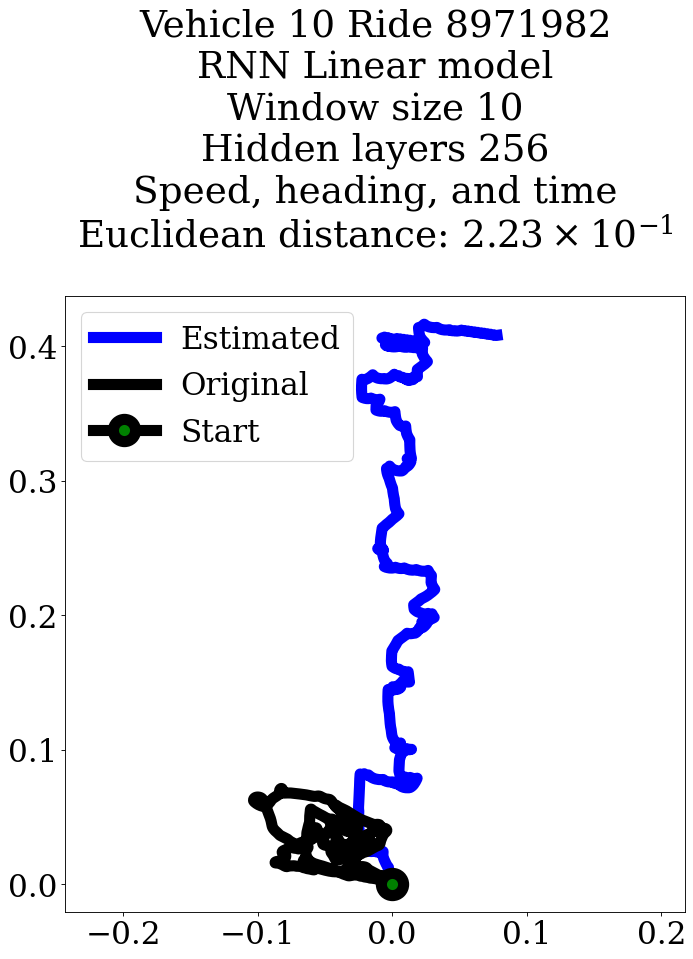 Vehicle 10 Ride 8971982
RNN Linear model
Window size 10
Hidden layers 256
Speed, heading, and time
Euclidean distance: 2.23 × 10⁻¹
Estimated
Original
Start
0.4
0.3
0.2
0.1
0.0
−0.2 −0.1 0.0 0.1 0.2